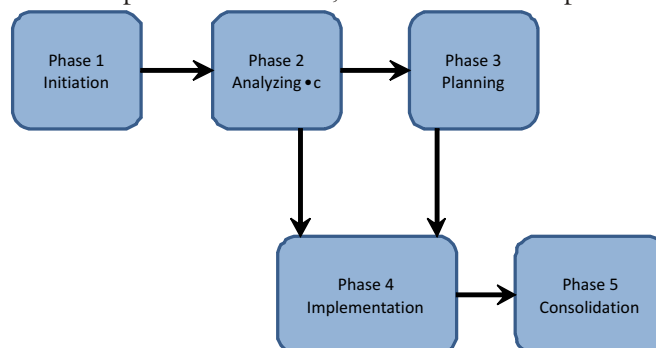 Phase 1
Initiation
Phase 2
Analyzing•c
Phase 3
Planning
Phase 4
Implementation
Phase 5
Consolidation